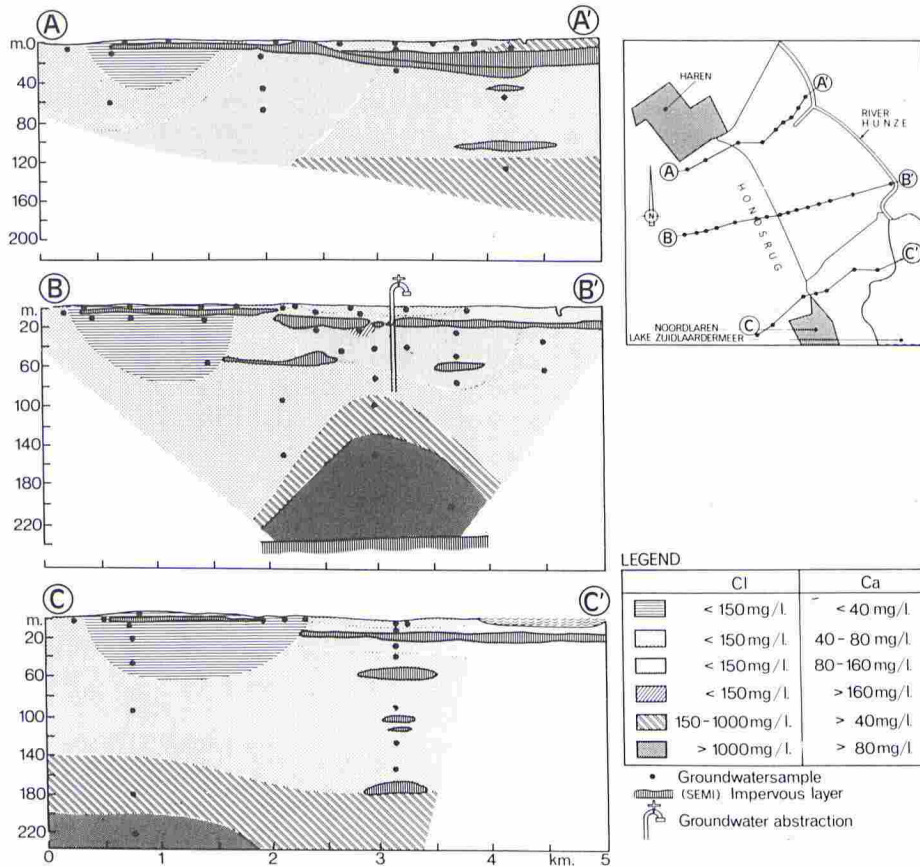 A A'
m.0
40
80
120
160
200
B B'
m.
20
60
100
140
180
220
C C'
m.
20
60
100
140
180
220
0 1 2 3 4 km. 5
HAREN
A'
RIVER
HUNZE
A
HONDSRUG
B'
N
B
C'
C
NOORDLAREN
LAKE ZUIDLAARDERMEER
LEGEND
Cl Ca
< 150 mg/l. < 40 mg/l.
< 150 mg/l. 40 - 80 mg/l.
< 150 mg/l. 80 - 160 mg/l.
< 150 mg/l. > 160 mg/l.
150 - 1000 mg/l. > 40 mg/l.
> 1000 mg/l. > 80 mg/l.
Groundwatersample
(SEMI) Impervous layer
Groundwater abstraction